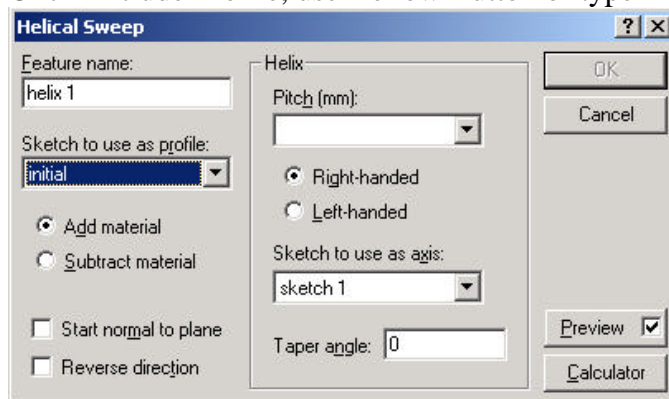 Helical Sweep
Feature name:
helix 1
Sketch to use as profile:
initial
Add material
Subtract material
Start normal to plane
Reverse direction
Helix
Pitch (mm):
Right-handed
Left-handed
Sketch to use as axis:
sketch 1
Taper angle: 0
OK
Cancel
Preview
Calculator